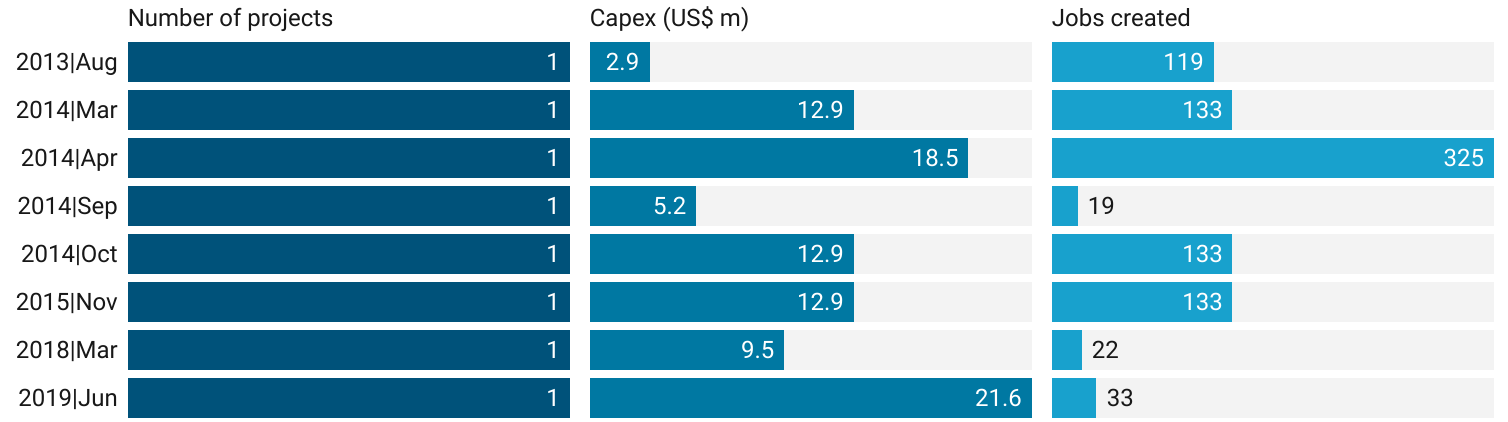 Number of projects Capex (US$ m) Jobs created
2013|Aug 1 2.9 119
2014|Mar 1 12.9 133
2014|Apr 1 18.5 325
2014|Sep 1 5.2 19
2014|Oct 1 12.9 133
2015|Nov 1 12.9 133
2018|Mar 1 9.5 22
2019|Jun 1 21.6 33